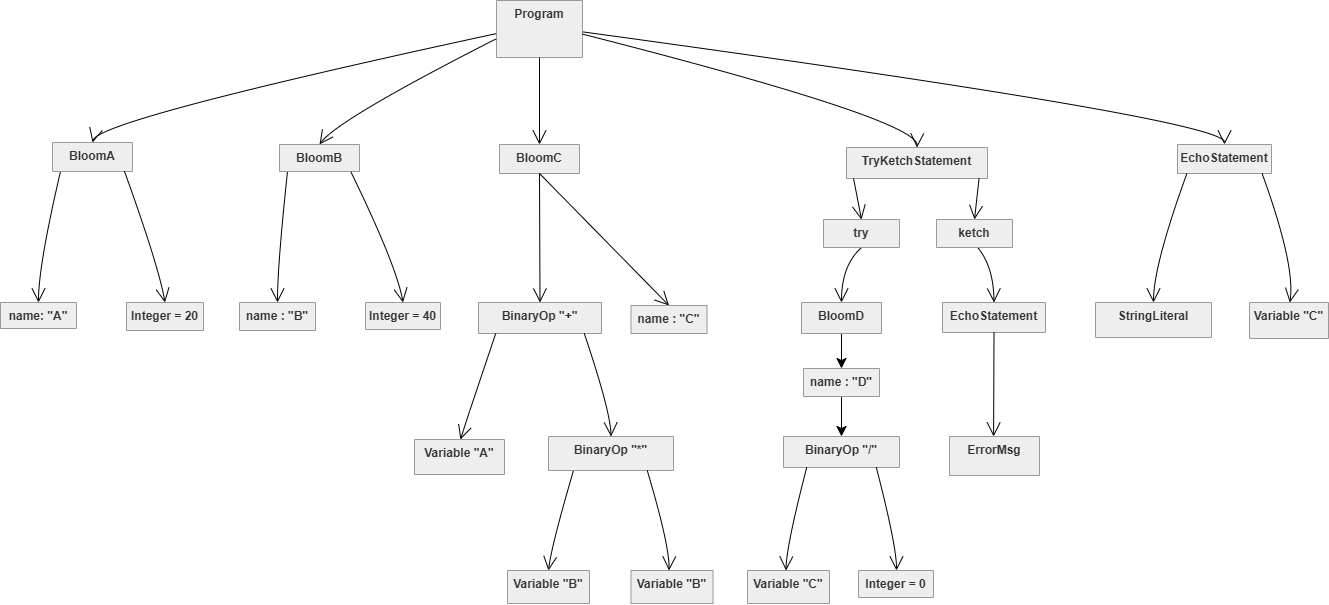 Program
BloomA
BloomB
BloomC
TryKetchStatement
EchoStatement
try
ketch
name: "A"
Integer = 20
name : "B"
Integer = 40
BinaryOp "+"
name : "C"
BloomD
EchoStatement
StringLiteral
Variable "C"
name : "D"
Variable "A"
BinaryOp "*"
BinaryOp "/"
ErrorMsg
Variable "B"
Variable "B"
Variable "C"
Integer = 0